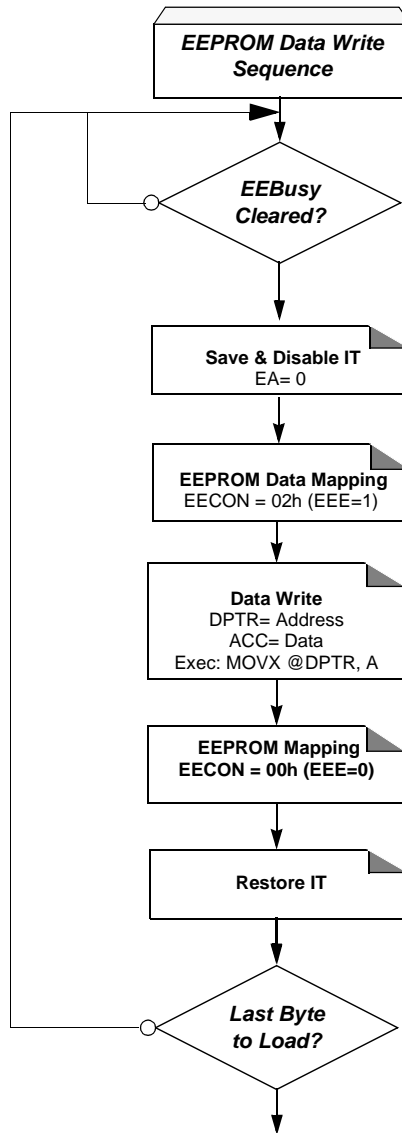 EEPROM Data Write
Sequence
EEBusy
Cleared?
Save & Disable IT
EA= 0
EEPROM Data Mapping
EECON = 02h (EEE=1)
Data Write
DPTR= Address
ACC= Data
Exec: MOVX @DPTR, A
EEPROM Mapping
EECON = 00h (EEE=0)
Restore IT
Last Byte
to Load?